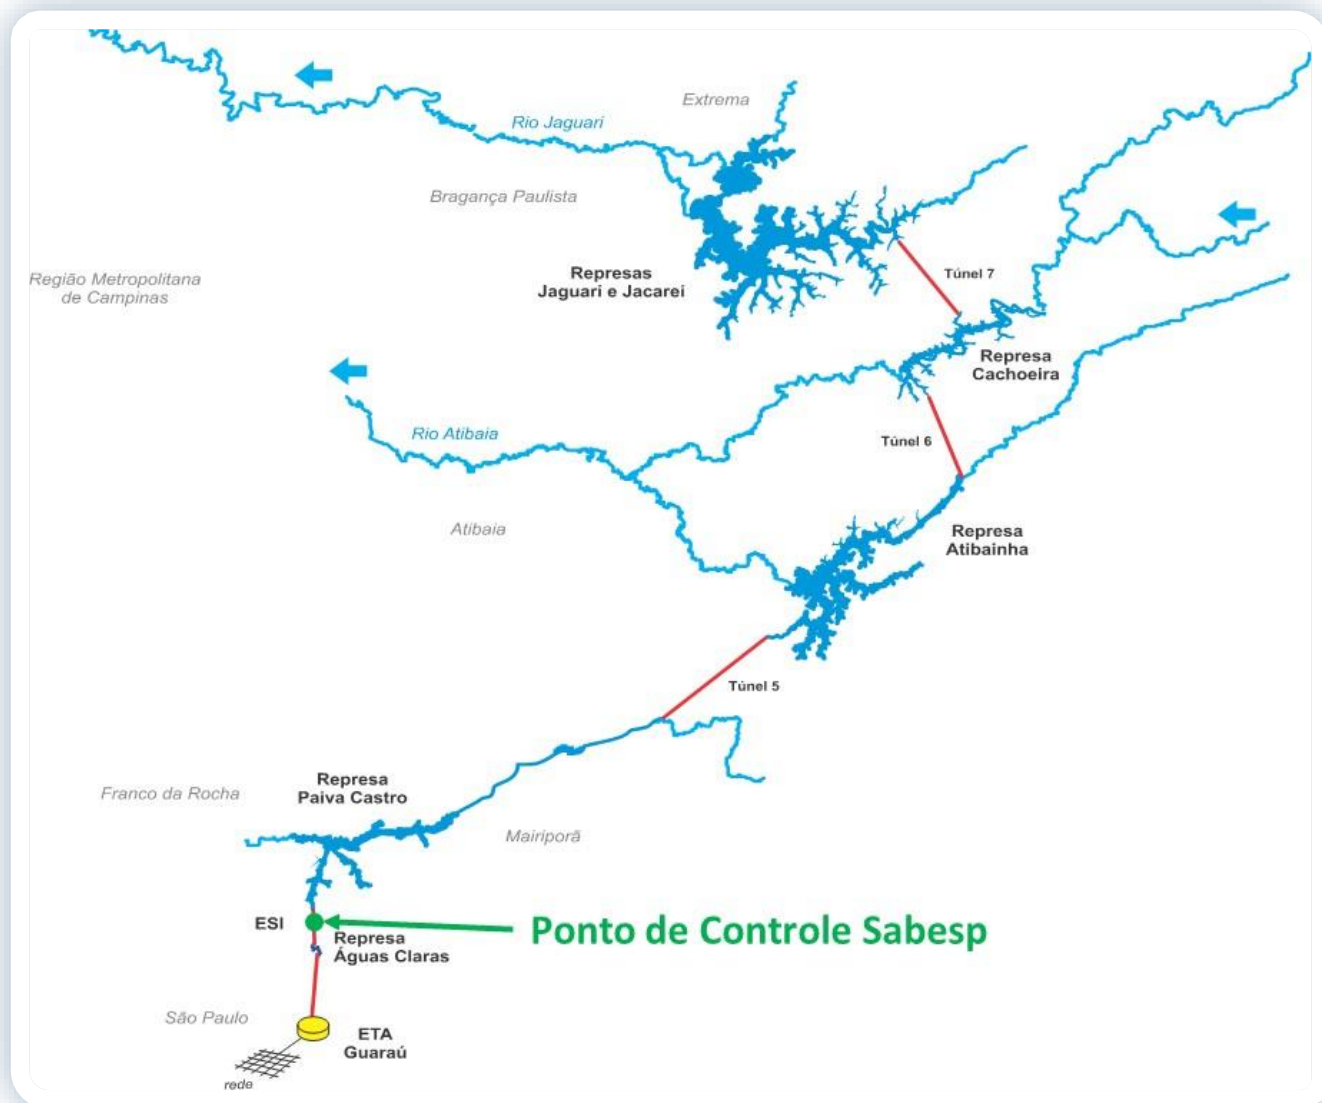 Extrema
Rio Jaguari
Bragança Paulista
Região Metropolitana
de Campinas
Represas
Jaguari e Jacarei
Túnel 7
Represa
Cachoeira
Rio Atibaia
Túnel 6
Atibaia
Represa
Atibainha
Túnel 5
Represa
Paiva Castro
Franco da Rocha
Mairiporã
ESI
Ponto de Controle Sabesp
Represa
Águas Claras
São Paulo
ETA
Guaraú
rede